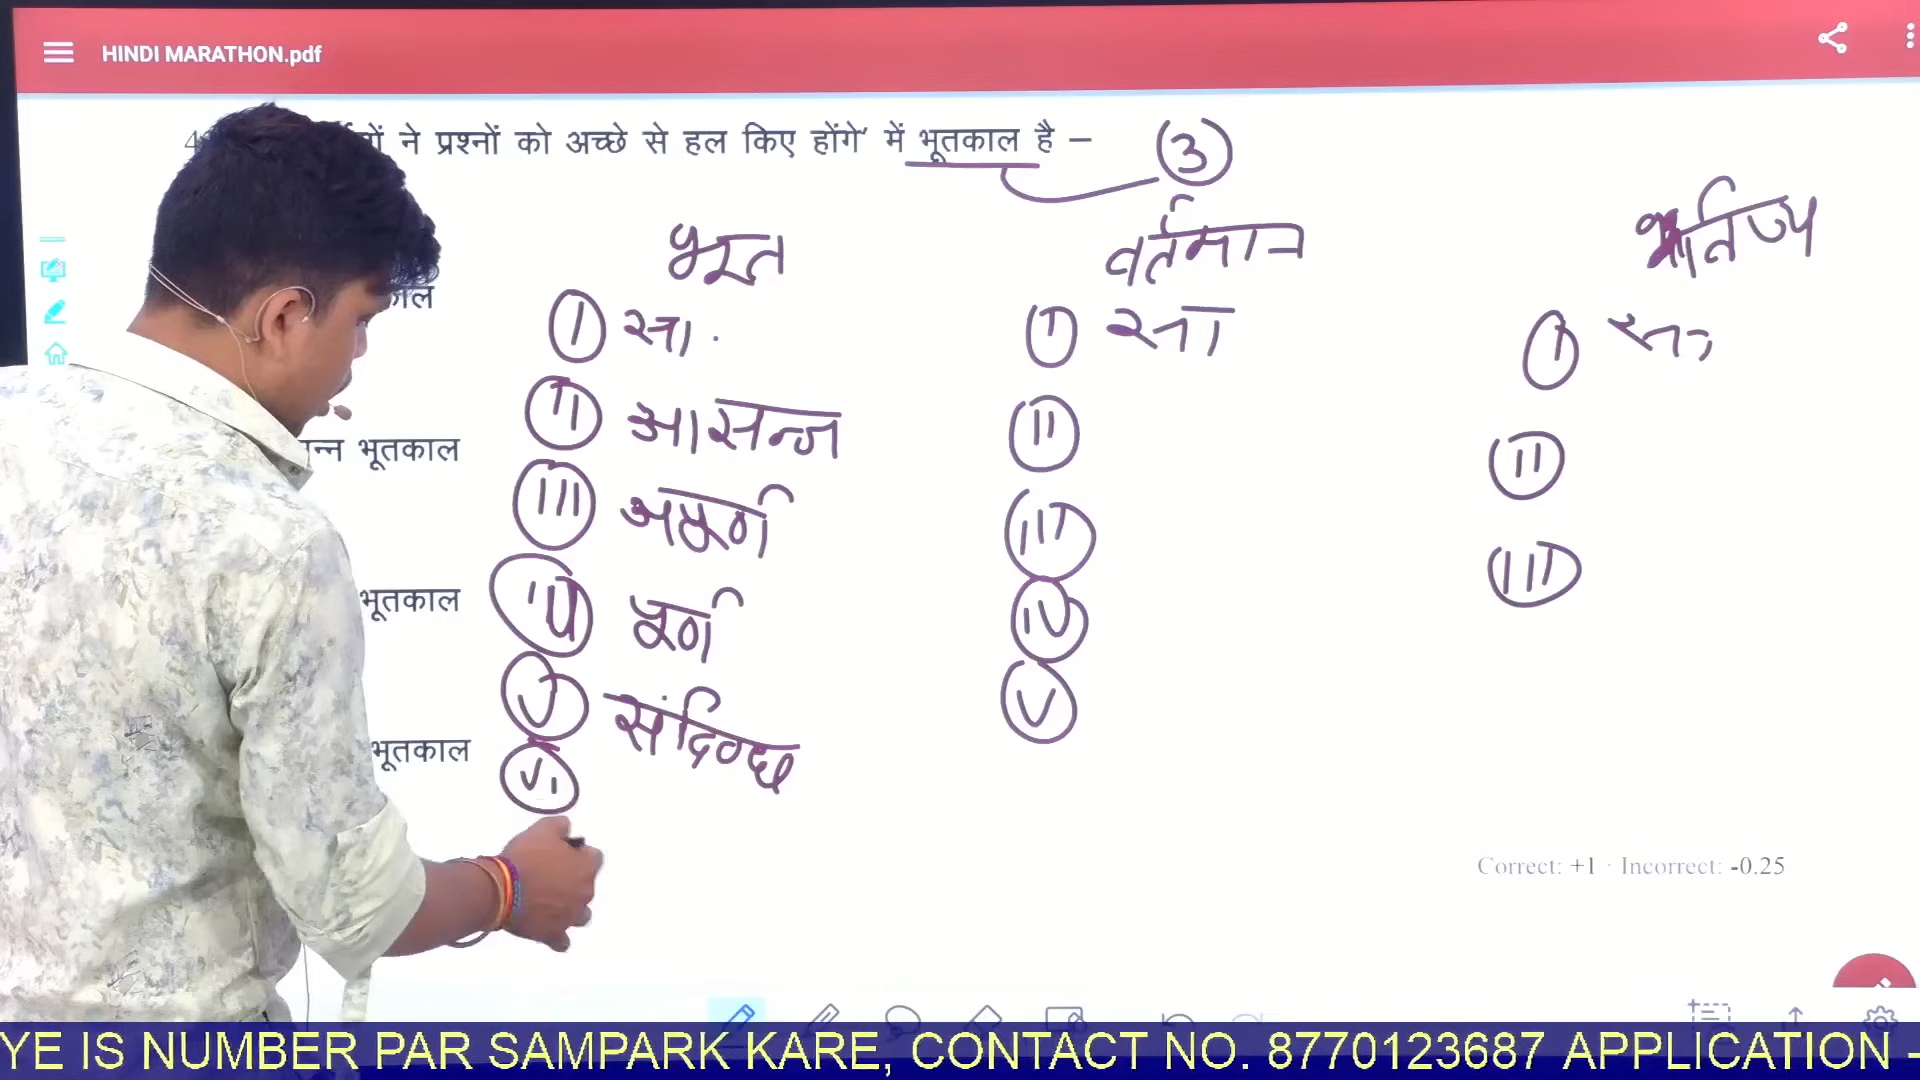 HINDI MARATHON.pdf
ने प्रश्नों को अच्छे से हल किए होंगे' में भूतकाल है –
3
भूत वर्तमान भविष्य
I सा. I सा I सा
काल
II आसन्न II II
भूतकाल
III अपूर्ण III III
IV पूर्ण IV
भूतकाल
V संदिग्ध V
भूतकाल
VI
Correct: +1 · Incorrect: -0.25
YE IS NUMBER PAR SAMPARK KARE, CONTACT NO. 8770123687 APPLICATION -